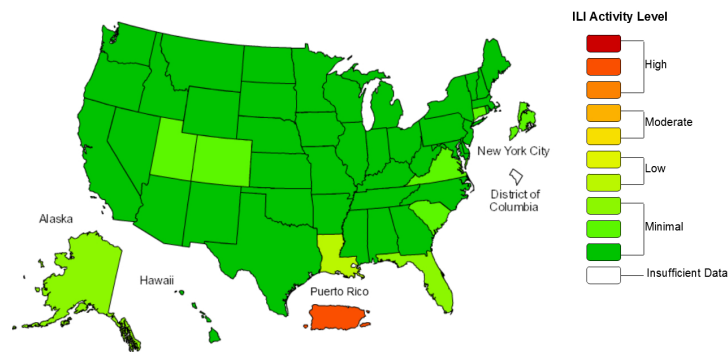 ILI Activity Level
High
Moderate
Low
Minimal
Insufficient Data
New York City
District of
Columbia
Alaska
Hawaii
Puerto Rico